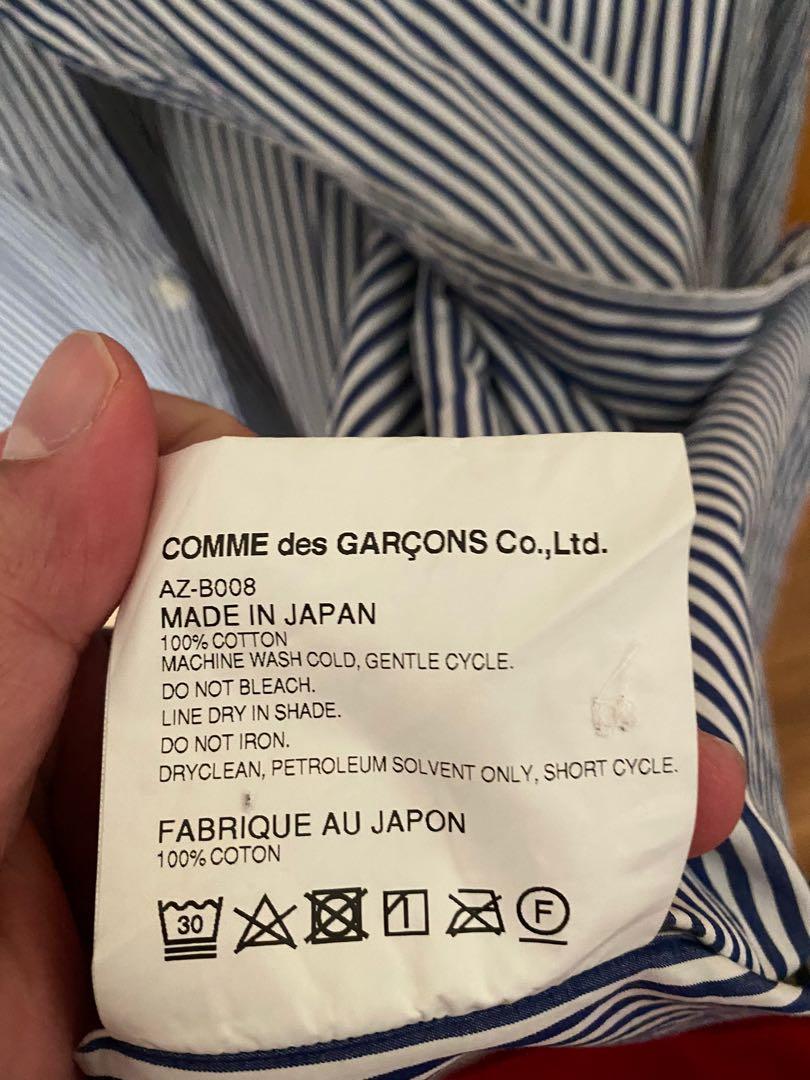 COMME des GARÇONS Co.,Ltd.
AZ-B008
MADE IN JAPAN
100% COTTON
MACHINE WASH COLD, GENTLE CYCLE.
DO NOT BLEACH.
LINE DRY IN SHADE.
DO NOT IRON.
DRYCLEAN, PETROLEUM SOLVENT ONLY, SHORT CYCLE.
FABRIQUE AU JAPON
100% COTON
30 F